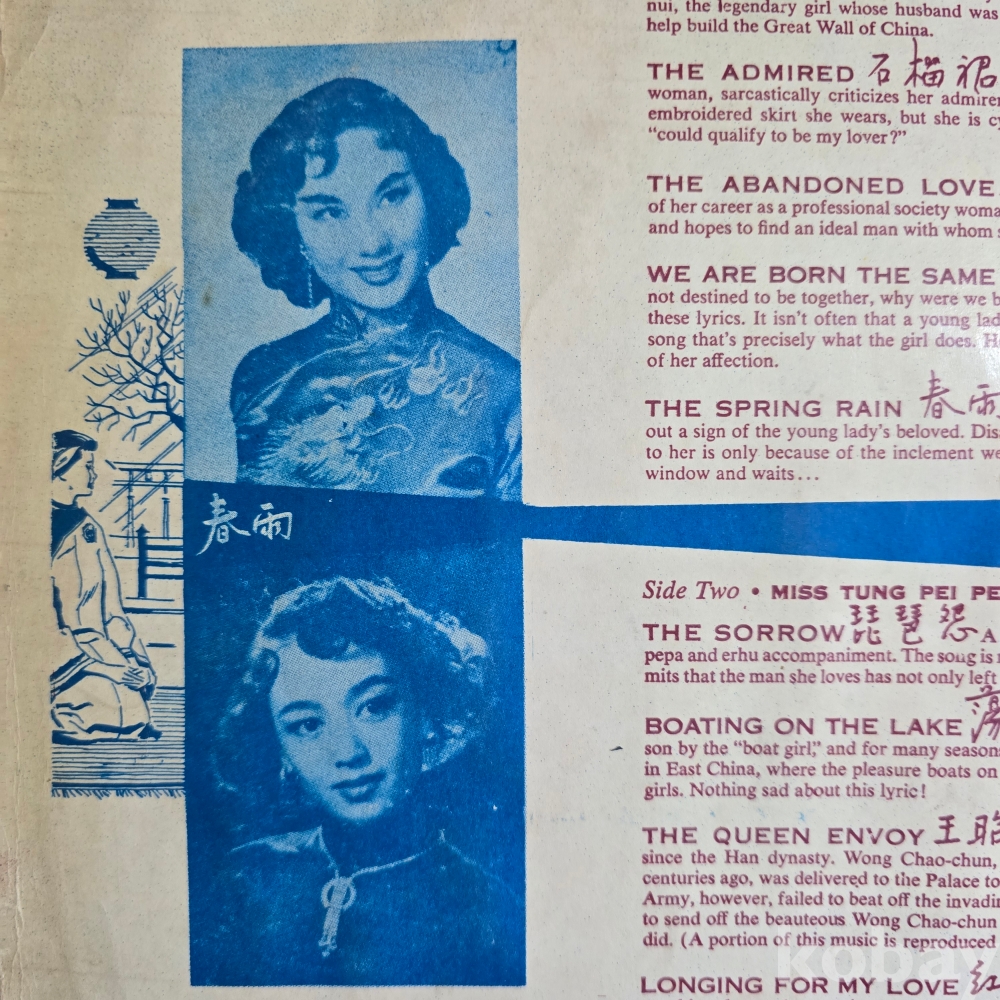 春雨
nui, the legendary girl whose husband was
help build the Great Wall of China.
THE ADMIRED 石榴裙
woman, sarcastically criticizes her admirer
embroidered skirt she wears, but she is cy
“could qualify to be my lover?”
THE ABANDONED LOVE
of her career as a professional society woma
and hopes to find an ideal man with whom s
WE ARE BORN THE SAME
not destined to be together, why were we b
these lyrics. It isn't often that a young lad
song that's precisely what the girl does. H
of her affection.
THE SPRING RAIN 春雨
out a sign of the young lady's beloved. Dis
to her is only because of the inclement we
window and waits...
Side Two • MISS TUNG PEI PE
THE SORROW 琵琶怨 A
pepa and erhu accompaniment. The song is
mits that the man she loves has not only left
BOATING ON THE LAKE
son by the “boat girl,” and for many season
in East China, where the pleasure boats on
girls. Nothing sad about this lyric!
THE QUEEN ENVOY 王昭
since the Han dynasty. Wong Chao-chun,
centuries ago, was delivered to the Palace to
Army, however, failed to beat off the invadi
to send off the beauteous Wong Chao-chun
did. (A portion of this music is reproduced
LONGING FOR MY LOVE 紅
kobay